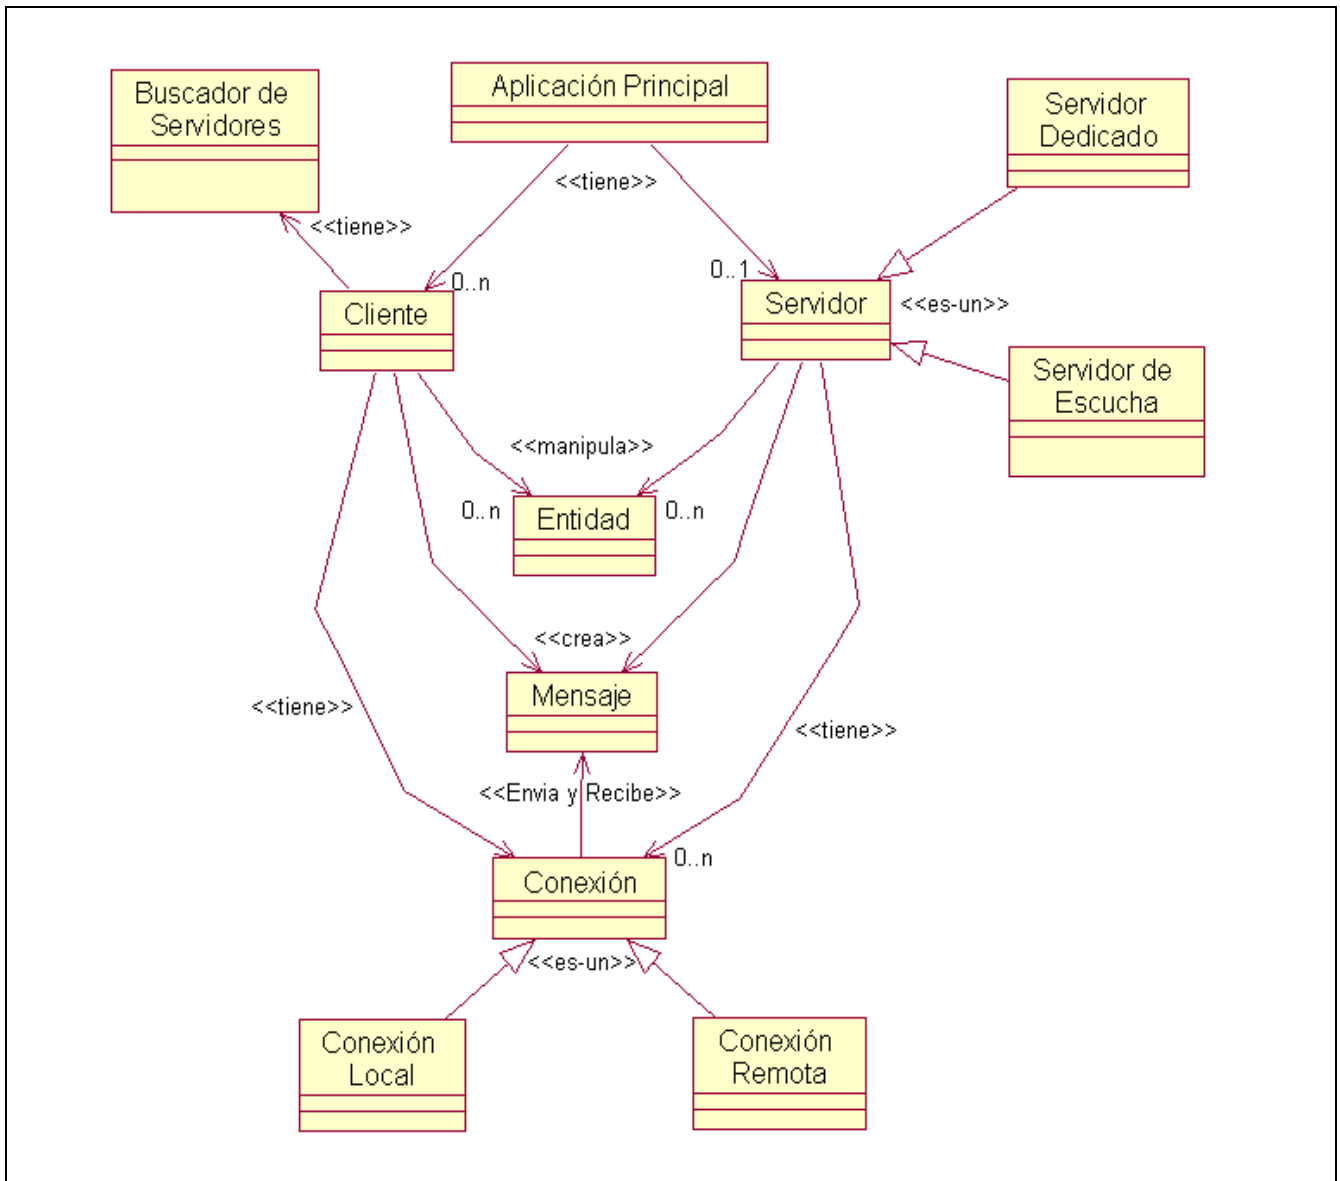 Buscador de
Servidores
Aplicación Principal
Servidor
Dedicado
<<tiene>>
<<tiene>>
0..n
0..1
Cliente
Servidor
<<es-un>>
Servidor de
Escucha
<<manipula>>
0..n
Entidad
0..n
<<crea>>
Mensaje
<<tiene>>
<<tiene>>
<<Envia y Recibe>>
0..n
Conexión
<<es-un>>
Conexión
Local
Conexión
Remota